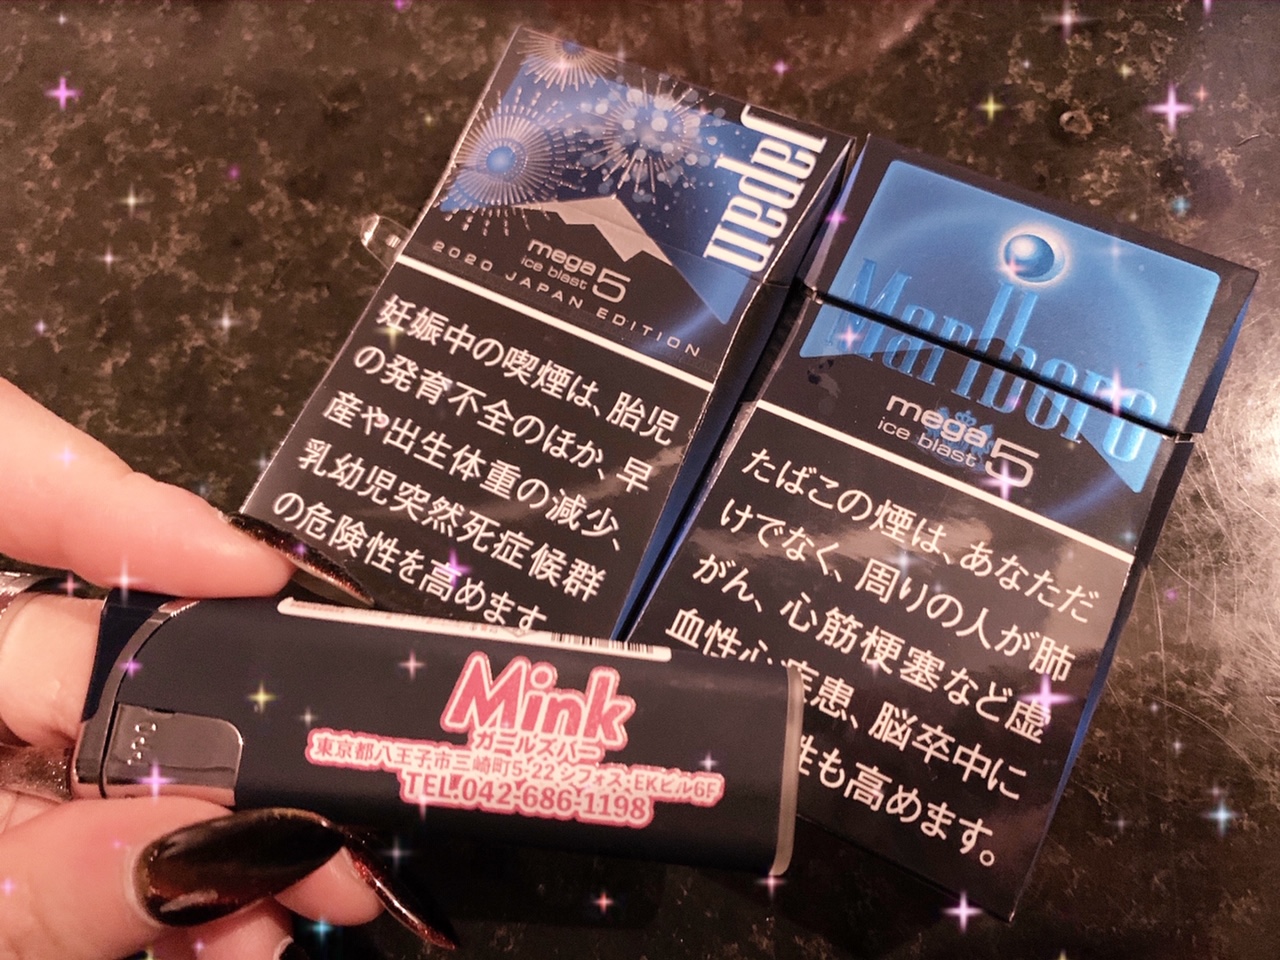 Japan
mega 5
ice blast
2020 JAPAN EDITION
妊娠中の喫煙は、胎児
の発育不全のほか、早
産や出生体重の減少、
乳幼児突然死症候群
の危険性を高めます
Marlboro
mega 5
ice blast
たばこの煙は、あなただ
けでなく、周りの人が肺
がん、心筋梗塞など虚
血性心疾患、脳卒中に
性も高めます。
Mink
ガールズバー
東京都八王子市三崎町5-22 シフォス・EKビル6F
TEL.042-686-1198